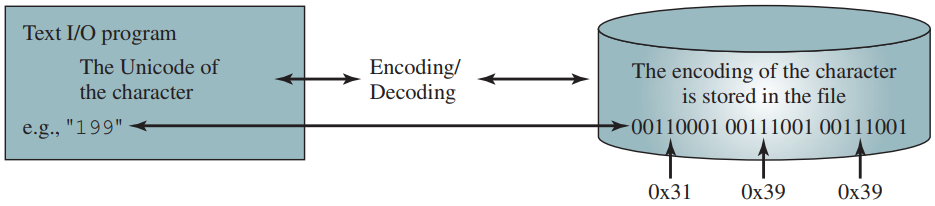 Text I/O program
The Unicode of
the character
e.g., "199"
Encoding/
Decoding
The encoding of the character
is stored in the file
00110001 00111001 00111001
0x31 0x39 0x39